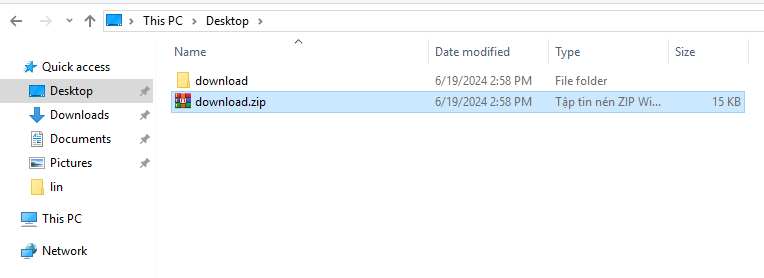 This PC > Desktop >
Name Date modified Type Size
Quick access
Desktop
Downloads
Documents
Pictures
lin
This PC
Network
download 6/19/2024 2:58 PM File folder
download.zip 6/19/2024 2:58 PM Tập tin nén ZIP Wi... 15 KB